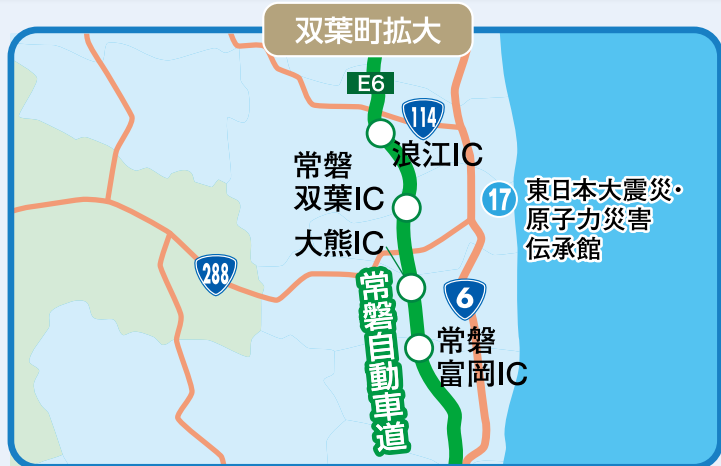 双葉町拡大
E6
114
浪江IC
常磐
双葉IC
17
東日本大震災・
原子力災害
伝承館
大熊IC
288
6
常磐自動車道
常磐
富岡IC